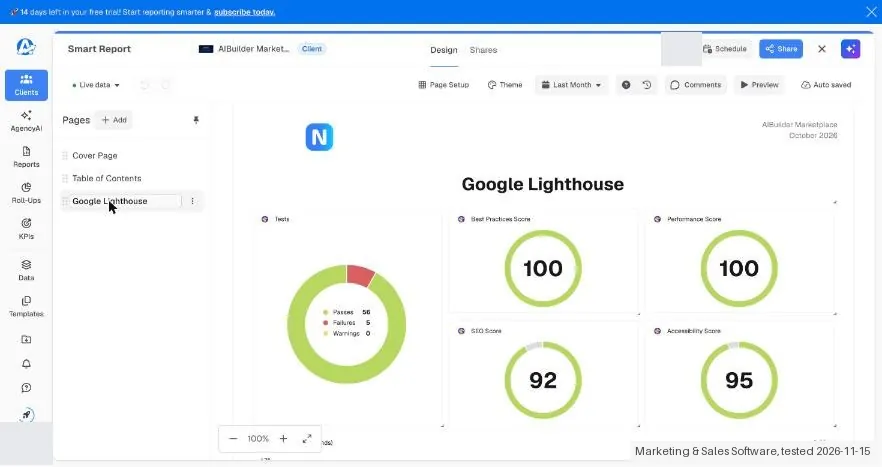 🚀 14 days left in your free trial! Start reporting smarter & subscribe today.
Smart Report
AIBuilder Market... Client
Design Shares
Schedule
Share
Live data
Page Setup Theme Last Month Comments Preview Auto saved
Clients
AgencyAI
Reports
Roll-Ups
KPIs
Data
Templates
Pages + Add
Cover Page
Table of Contents
Google Lighthouse
N
AIBuilder Marketplace
October 2026
Google Lighthouse
Tests
Passes 56
Failures 5
Warnings 0
Best Practices Score
100
Performance Score
100
SEO Score
92
Accessibility Score
95
100%
Marketing & Sales Software, tested 2026-11-15